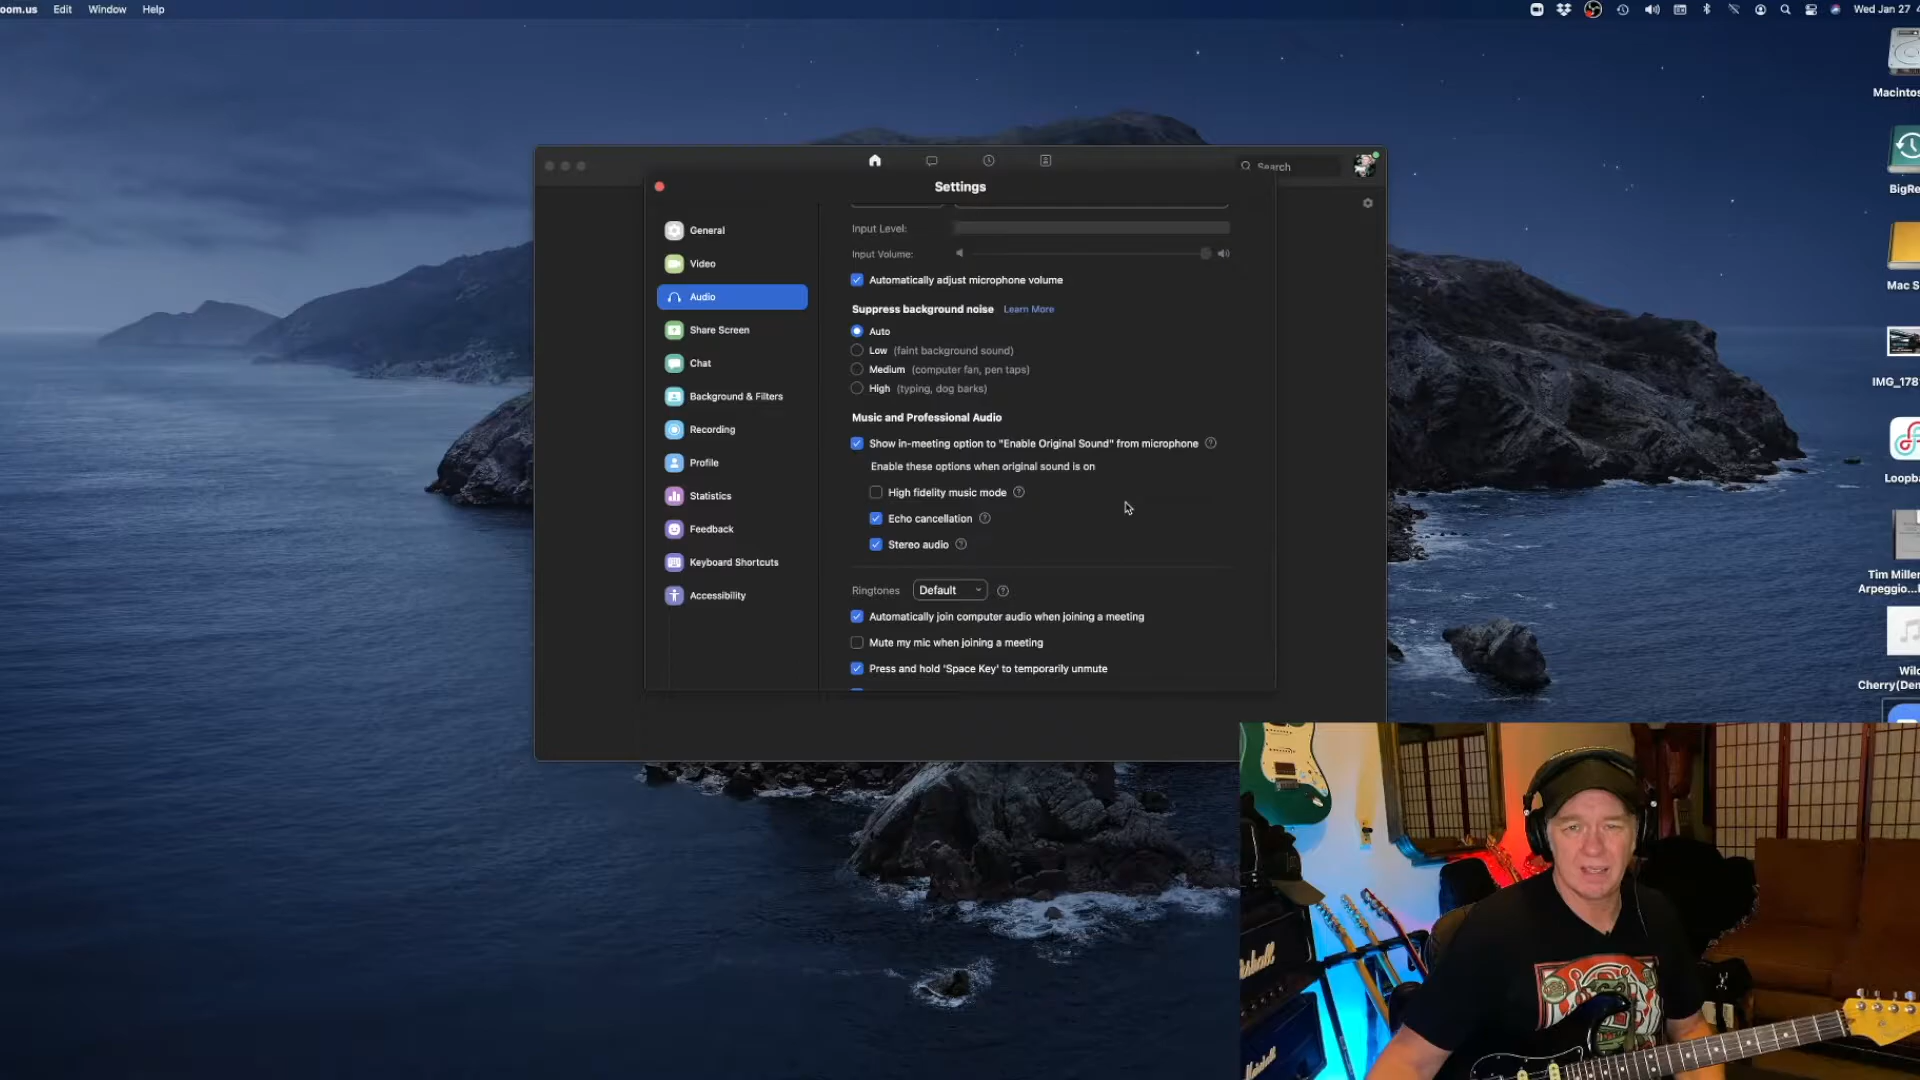 oom.us Edit Window Help
Wed Jan 27
Macintos
BigRe
Mac S
IMG_178
Loopb
Tim Miller
Arpeggio...
Wild
Cherry(Den
Search
Settings
General
Video
Audio
Share Screen
Chat
Background & Filters
Recording
Profile
Statistics
Feedback
Keyboard Shortcuts
Accessibility
Input Level:
Input Volume:
Automatically adjust microphone volume
Suppress background noise Learn More
Auto
Low (faint background sound)
Medium (computer fan, pen taps)
High (typing, dog barks)
Music and Professional Audio
Show in-meeting option to "Enable Original Sound" from microphone
Enable these options when original sound is on
High fidelity music mode
Echo cancellation
Stereo audio
Ringtones Default
Automatically join computer audio when joining a meeting
Mute my mic when joining a meeting
Press and hold 'Space Key' to temporarily unmute
Marshall